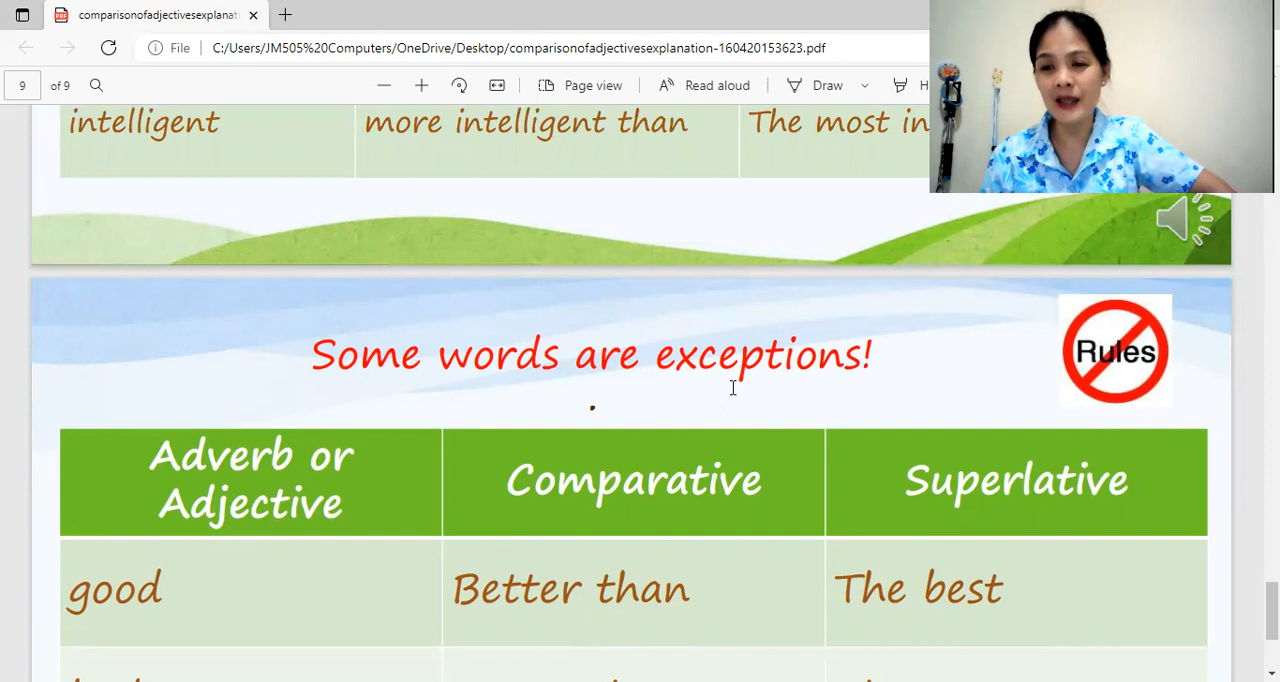 comparisonofadjectivesexplanat
File C:/Users/JM505%20Computers/OneDrive/Desktop/comparisonofadjectivesexplanation-160420153623.pdf
9 of 9 Page view Read aloud Draw
intelligent more intelligent than The most in
Some words are exceptions!
Rules
.
Adverb or Adjective Comparative Superlative
good Better than The best